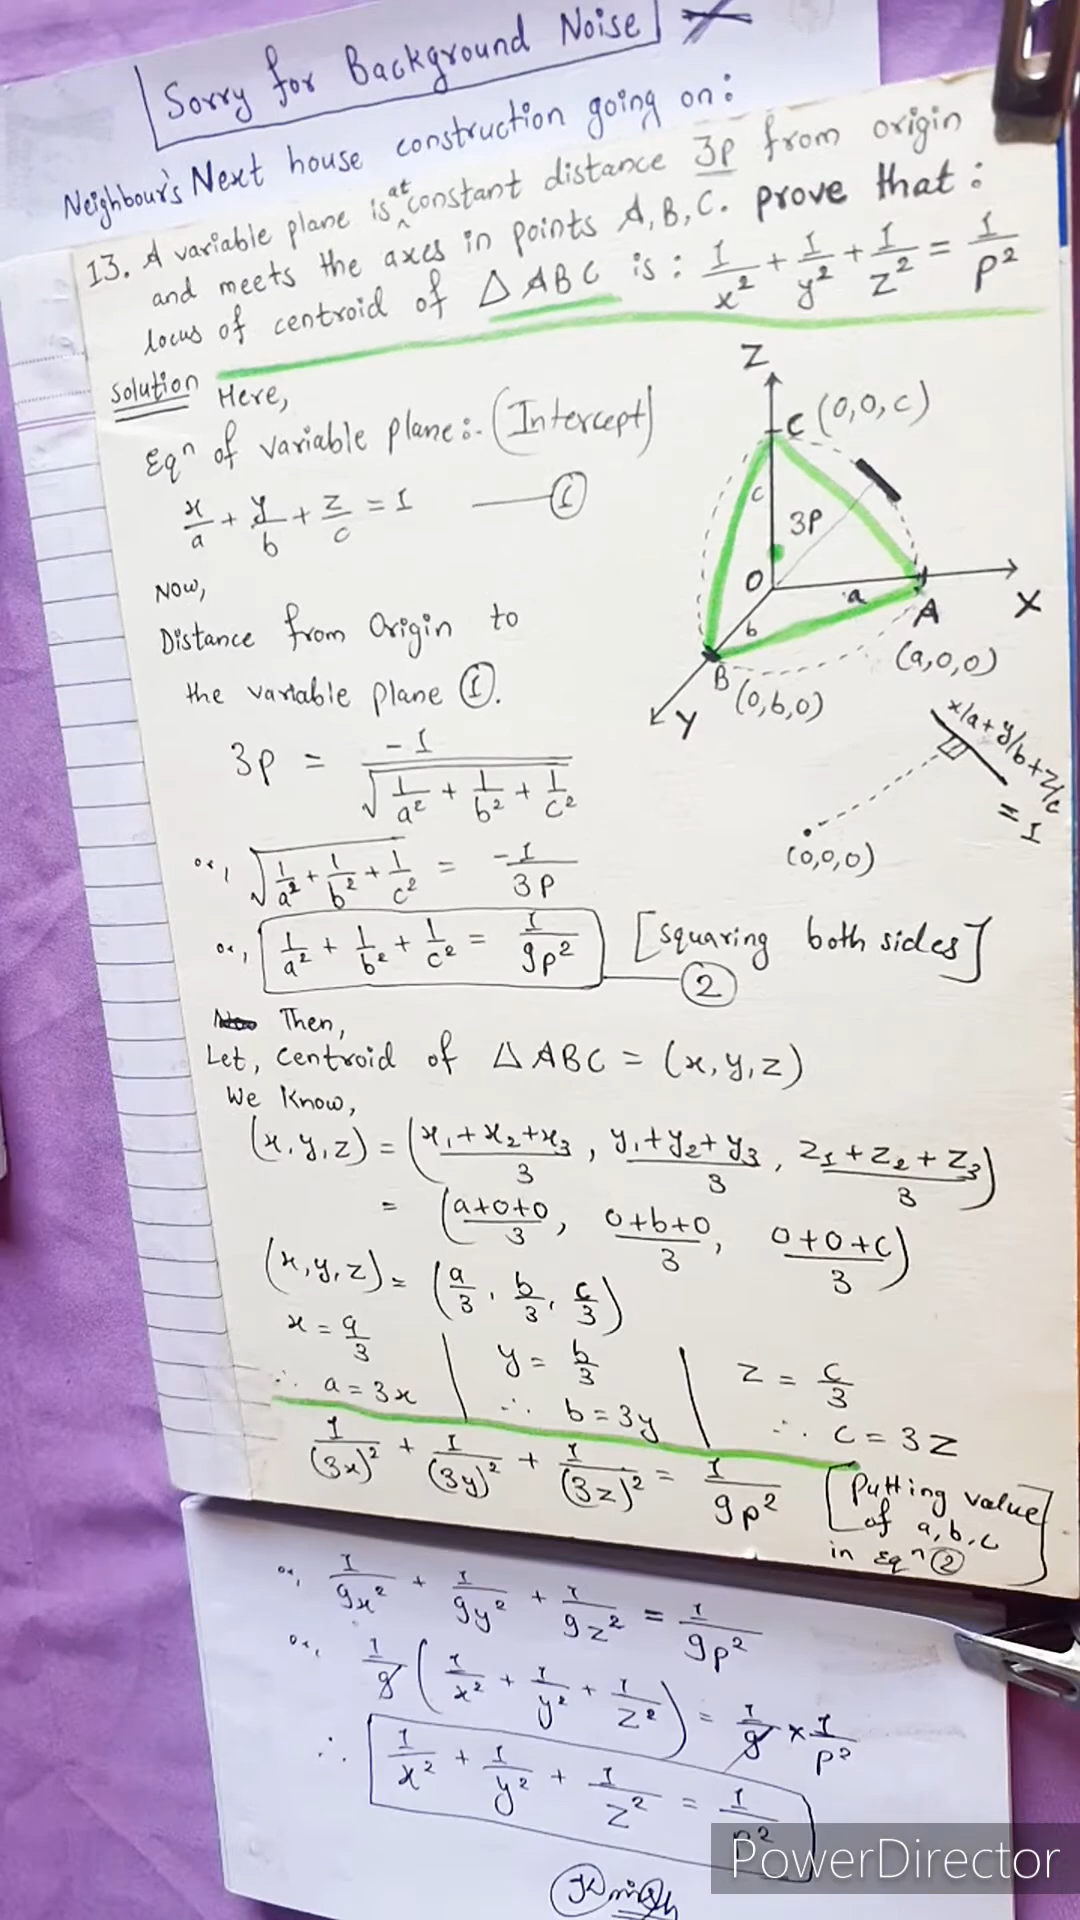 Sorry for Background Noise
Neighbour's Next house construction going on:
13. A variable plane is at constant distance 3p from origin
and meets the axes in points A, B, C. prove that:
locus of centroid of △ABC is: 1/x² + 1/y² + 1/z² = 1/p²
Solution Here,
Eqⁿ of variable plane:- (Intercept)
x/a + y/b + z/c = 1 —— ①
Z
C (0,0,c)
c
3P
O
a
b
X
A
(a,0,0)
B (0,b,0)
Y
Now,
Distance from Origin to
the variable plane ①.
x/a+y/b+z/c
= 1
(0,0,0)
3p = -1/√(1/a² + 1/b² + 1/c²)
or, √(1/a² + 1/b² + 1/c²) = -1/3p
or, 1/a² + 1/b² + 1/c² = 1/9p² [squaring both sides]
②
Then,
Let, centroid of △ABC = (x,y,z)
We Know,
(x,y,z) = ((x₁+x₂+x₃)/3, (y₁+y₂+y₃)/3, (z₁+z₂+z₃)/3)
= ((a+0+0)/3, (0+b+0)/3, (0+0+c)/3)
(x,y,z) = (a/3, b/3, c/3)
x = a/3 | y = b/3 | z = c/3
∴ a = 3x | ∴ b = 3y | ∴ c = 3z
1/(3x)² + 1/(3y)² + 1/(3z)² = 1/9p² [Putting value
of a,b,c
in Eqⁿ ②]
or, 1/9x² + 1/9y² + 1/9z² = 1/9p²
or, 1/9 (1/x² + 1/y² + 1/z²) = 1/9 × 1/p²
∴ 1/x² + 1/y² + 1/z² = 1/p²
PowerDirector